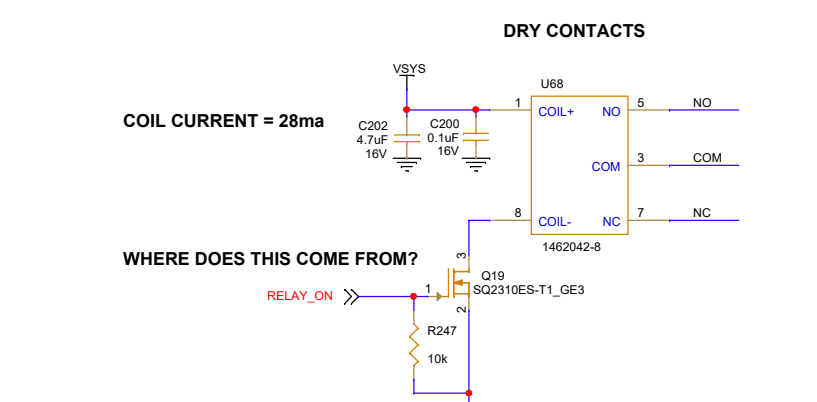 DRY CONTACTS
VSYS
U68
1
COIL+
NO
5
NO
COIL CURRENT = 28ma
C202
4.7uF
16V
C200
0.1uF
16V
COM
3
COM
8
COIL-
NC
7
NC
1462042-8
WHERE DOES THIS COME FROM?
3
Q19
SQ2310ES-T1_GE3
RELAY_ON
1
2
R247
10k